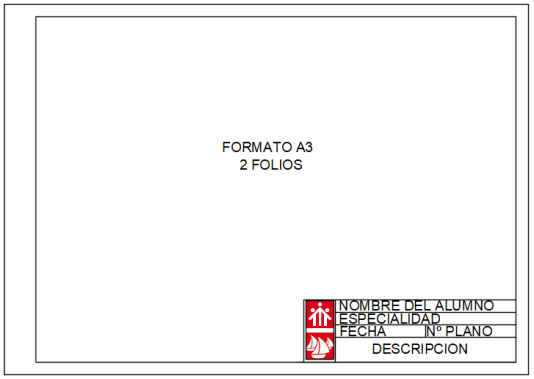 FORMATO A3
2 FOLIOS
NOMBRE DEL ALUMNO
ESPECIALIDAD
FECHA Nº PLANO
DESCRIPCION